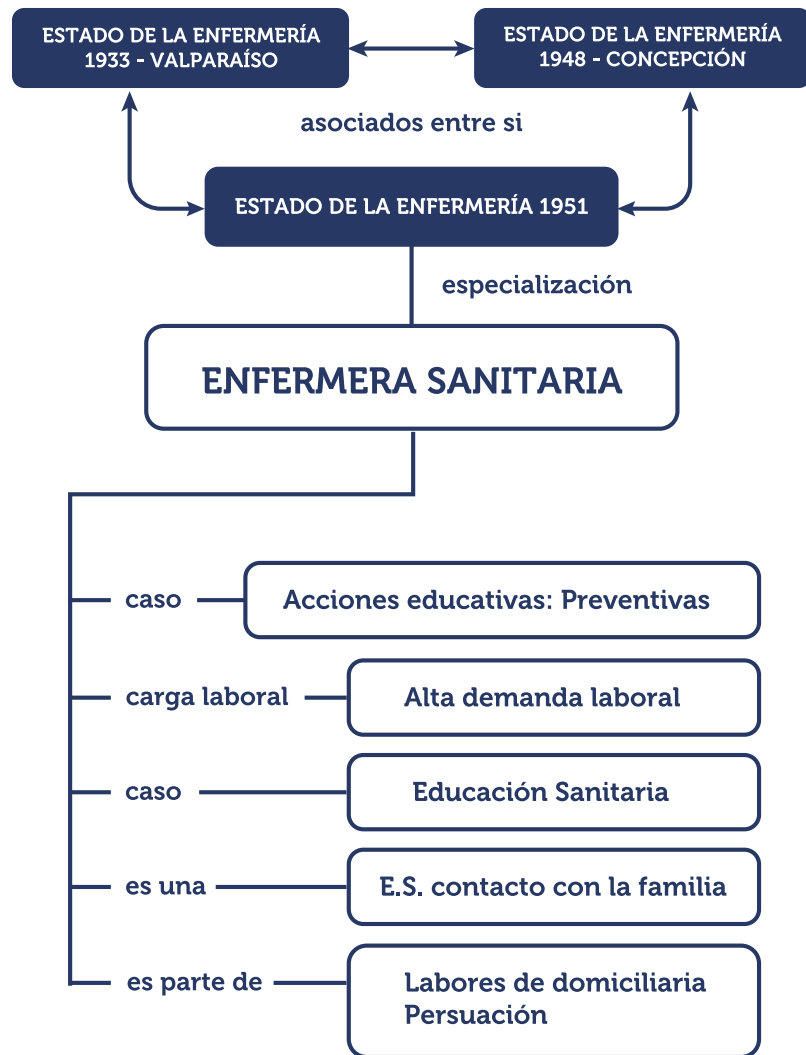 ESTADO DE LA ENFERMERÍA
1933 - VALPARAÍSO
ESTADO DE LA ENFERMERÍA
1948 - CONCEPCIÓN
asociados entre si
ESTADO DE LA ENFERMERÍA 1951
especialización
ENFERMERA SANITARIA
caso
Acciones educativas: Preventivas
carga laboral
Alta demanda laboral
caso
Educación Sanitaria
es una
E.S. contacto con la familia
es parte de
Labores de domiciliaria
Persuación